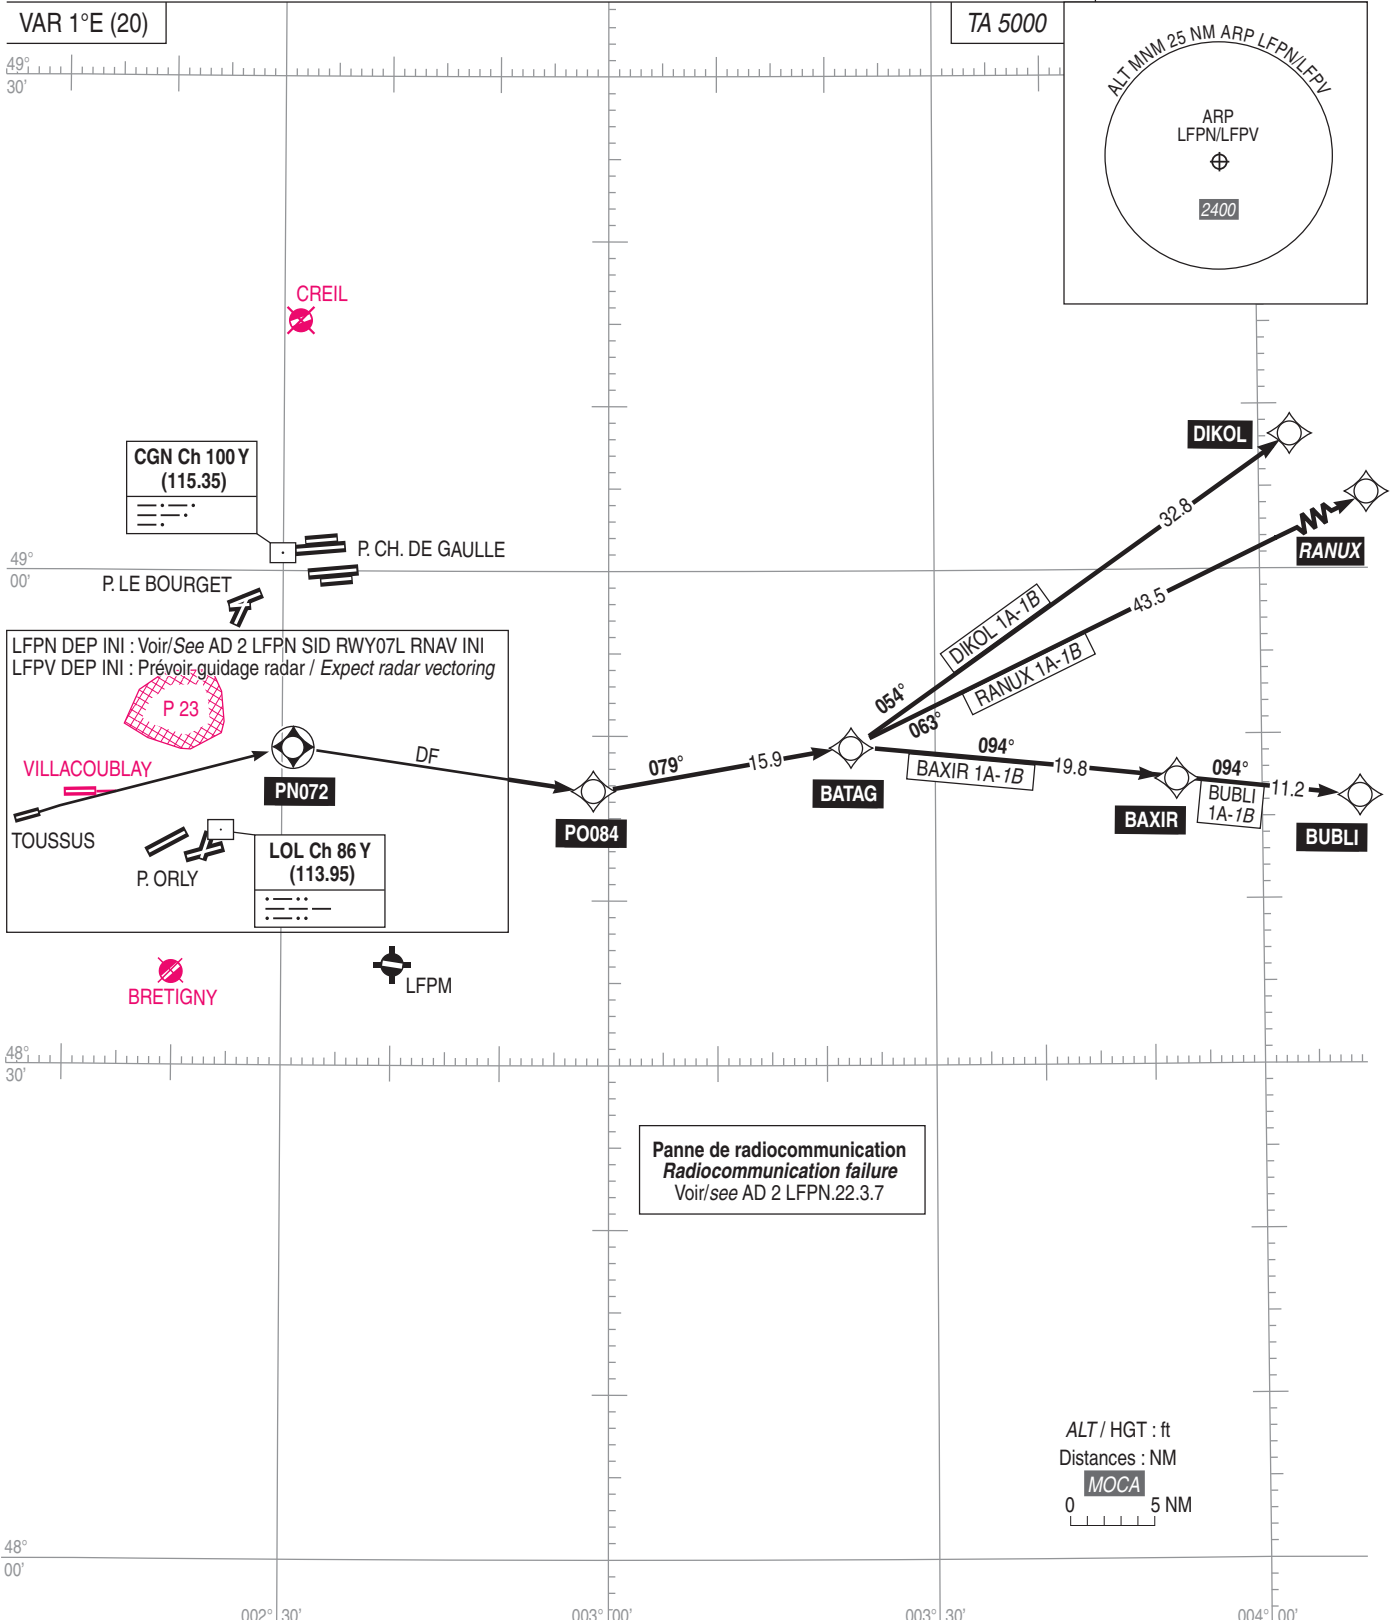 VAR 1°E (20)
TA 5000
ALT MNM 25 NM ARP LFPN/LFPV
ARP
LFPN/LFPV
2400
49°
30'
CREIL
DIKOL
CGN Ch 100 Y
(115.35)
32.8
RANUX
P. CH. DE GAULLE
49°
00'
P. LE BOURGET
43.5
DIKOL 1A-1B
RANUX 1A-1B
LFPN DEP INI : Voir/See AD 2 LFPN SID RWY07L RNAV INI
LFPV DEP INI : Prévoir guidage radar / Expect radar vectoring
P 23
054°
063°
DF
094°
VILLACOUBLAY
079°
15.9
BAXIR 1A-1B
19.8
094°
11.2
PN072
BATAG
BUBLI
1A-1B
BAXIR
BUBLI
TOUSSUS
PO084
P. ORLY
LOL Ch 86 Y
(113.95)
LFPM
BRETIGNY
48°
30'
Panne de radiocommunication
Radiocommunication failure
Voir/see AD 2 LFPN.22.3.7
ALT / HGT : ft
Distances : NM
MOCA
0 5 NM
48°
00'
002° 30'
003° 00'
003° 30'
004° 00'